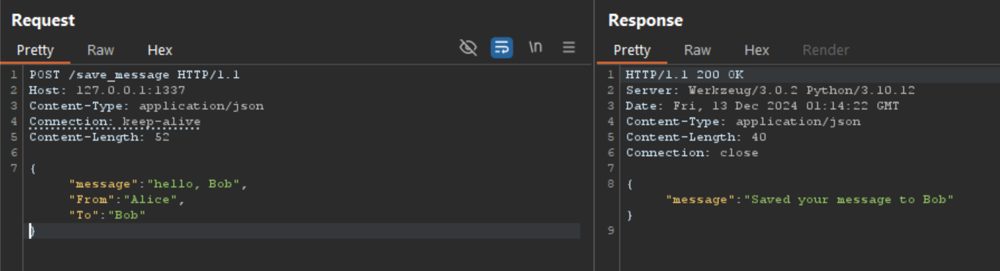 Request
Pretty Raw Hex \n
1 POST /save_message HTTP/1.1
2 Host: 127.0.0.1:1337
3 Content-Type: application/json
4 Connection: keep-alive
5 Content-Length: 52
6
7 {
"message":"hello, Bob",
"From":"Alice",
"To":"Bob"
}
Response
Pretty Raw Hex Render
1 HTTP/1.1 200 OK
2 Server: Werkzeug/3.0.2 Python/3.10.12
3 Date: Fri, 13 Dec 2024 01:14:22 GMT
4 Content-Type: application/json
5 Content-Length: 40
6 Connection: close
7
8 {
"message":"Saved your message to Bob"
}
9